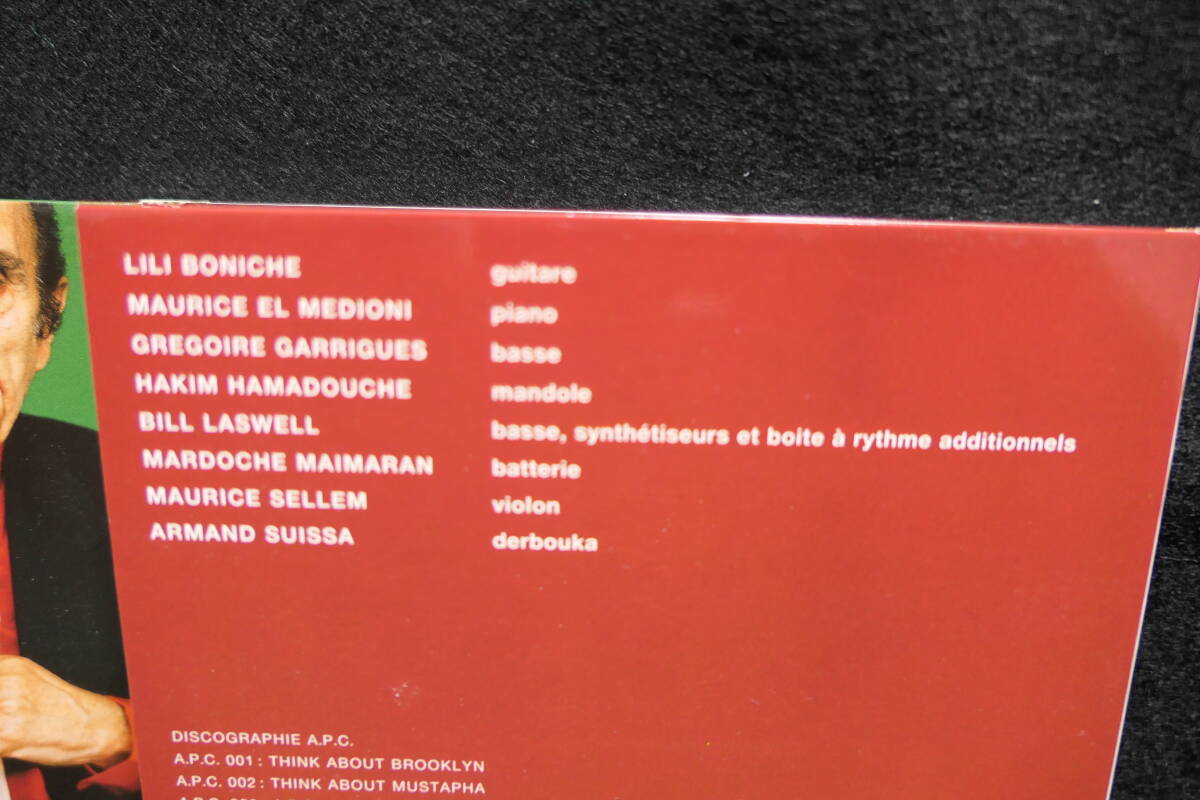 LILI BONICHE guitare
MAURICE EL MEDIONI piano
GREGOIRE GARRIGUES basse
HAKIM HAMADOUCHE mandole
BILL LASWELL basse, synthétiseurs et boite à rythme additionnels
MARDOCHE MAIMARAN batterie
MAURICE SELLEM violon
ARMAND SUISSA derbouka
DISCOGRAPHIE A.P.C.
A.P.C. 001 : THINK ABOUT BROOKLYN
A.P.C. 002 : THINK ABOUT MUSTAPHA